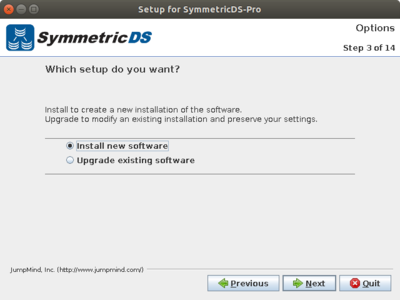 Setup for SymmetricDS-Pro
SymmetricDS
Options
Step 3 of 14
Which setup do you want?
Install to create a new installation of the software.
Upgrade to modify an existing installation and preserve your settings.
Install new software
Upgrade existing software
JumpMind, Inc. (http://www.jumpmind.com/)
Previous
Next
Quit